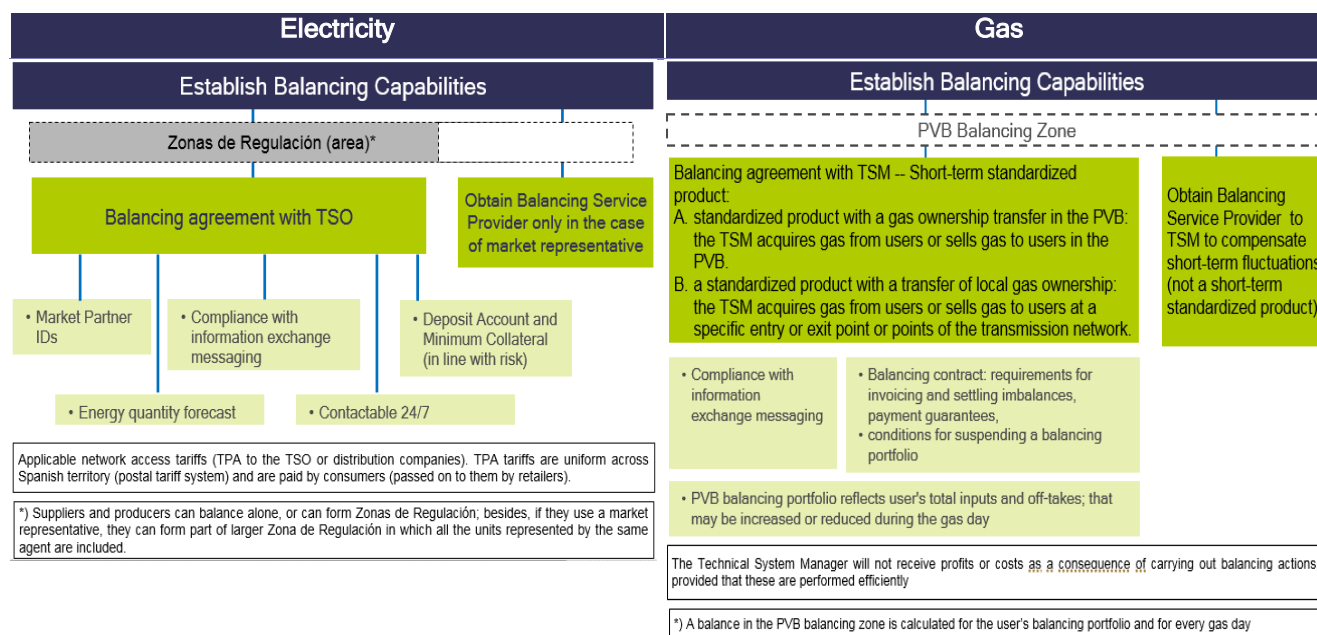 Electricity
Establish Balancing Capabilities
Zonas de Regulación (area)*
Balancing agreement with TSO
Obtain Balancing Service
Provider only in the case
of market representative
• Market Partner
IDs
• Compliance with
information exchange
messaging
• Deposit Account and
Minimum Collateral
(in line with risk)
• Energy quantity forecast
• Contactable 24/7
Applicable network access tariffs (TPA to the TSO or distribution companies). TPA tariffs are uniform across
Spanish territory (postal tariff system) and are paid by consumers (passed on to them by retailers).
*) Suppliers and producers can balance alone, or can form Zonas de Regulación; besides, if they use a market
representative, they can form part of larger Zona de Regulación in which all the units represented by the same
agent are included.
Gas
Establish Balancing Capabilities
PVB Balancing Zone
Balancing agreement with TSM -- Short-term standardized
product:
A. standardized product with a gas ownership transfer in the PVB:
the TSM acquires gas from users or sells gas to users in the
PVB.
B. a standardized product with a transfer of local gas ownership:
the TSM acquires gas from users or sells gas to users at a
specific entry or exit point or points of the transmission network.
Obtain Balancing
Service Provider to
TSM to compensate
short-term fluctuations
(not a short-term
standardized product)
• Compliance with
information
exchange messaging
• Balancing contract: requirements for
invoicing and settling imbalances,
payment guarantees,
• conditions for suspending a balancing
portfolio
• PVB balancing portfolio reflects user's total inputs and off-takes; that
may be increased or reduced during the gas day
The Technical System Manager will not receive profits or costs as a consequence of carrying out balancing actions
provided that these are performed efficiently
*) A balance in the PVB balancing zone is calculated for the user's balancing portfolio and for every gas day